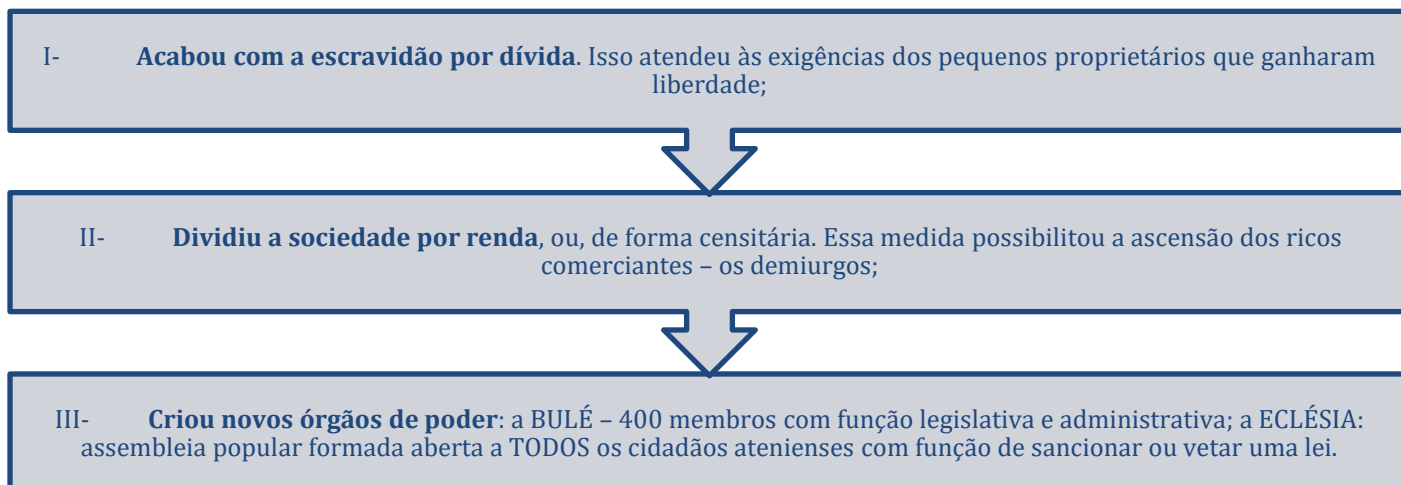 I- Acabou com a escravidão por dívida. Isso atendeu às exigências dos pequenos proprietários que ganharam
liberdade;
II- Dividiu a sociedade por renda, ou, de forma censitária. Essa medida possibilitou a ascensão dos ricos
comerciantes – os demiurgos;
III- Criou novos órgãos de poder: a BULÉ – 400 membros com função legislativa e administrativa; a ECLÉSIA:
assembleia popular formada aberta a TODOS os cidadãos atenienses com função de sancionar ou vetar uma lei.